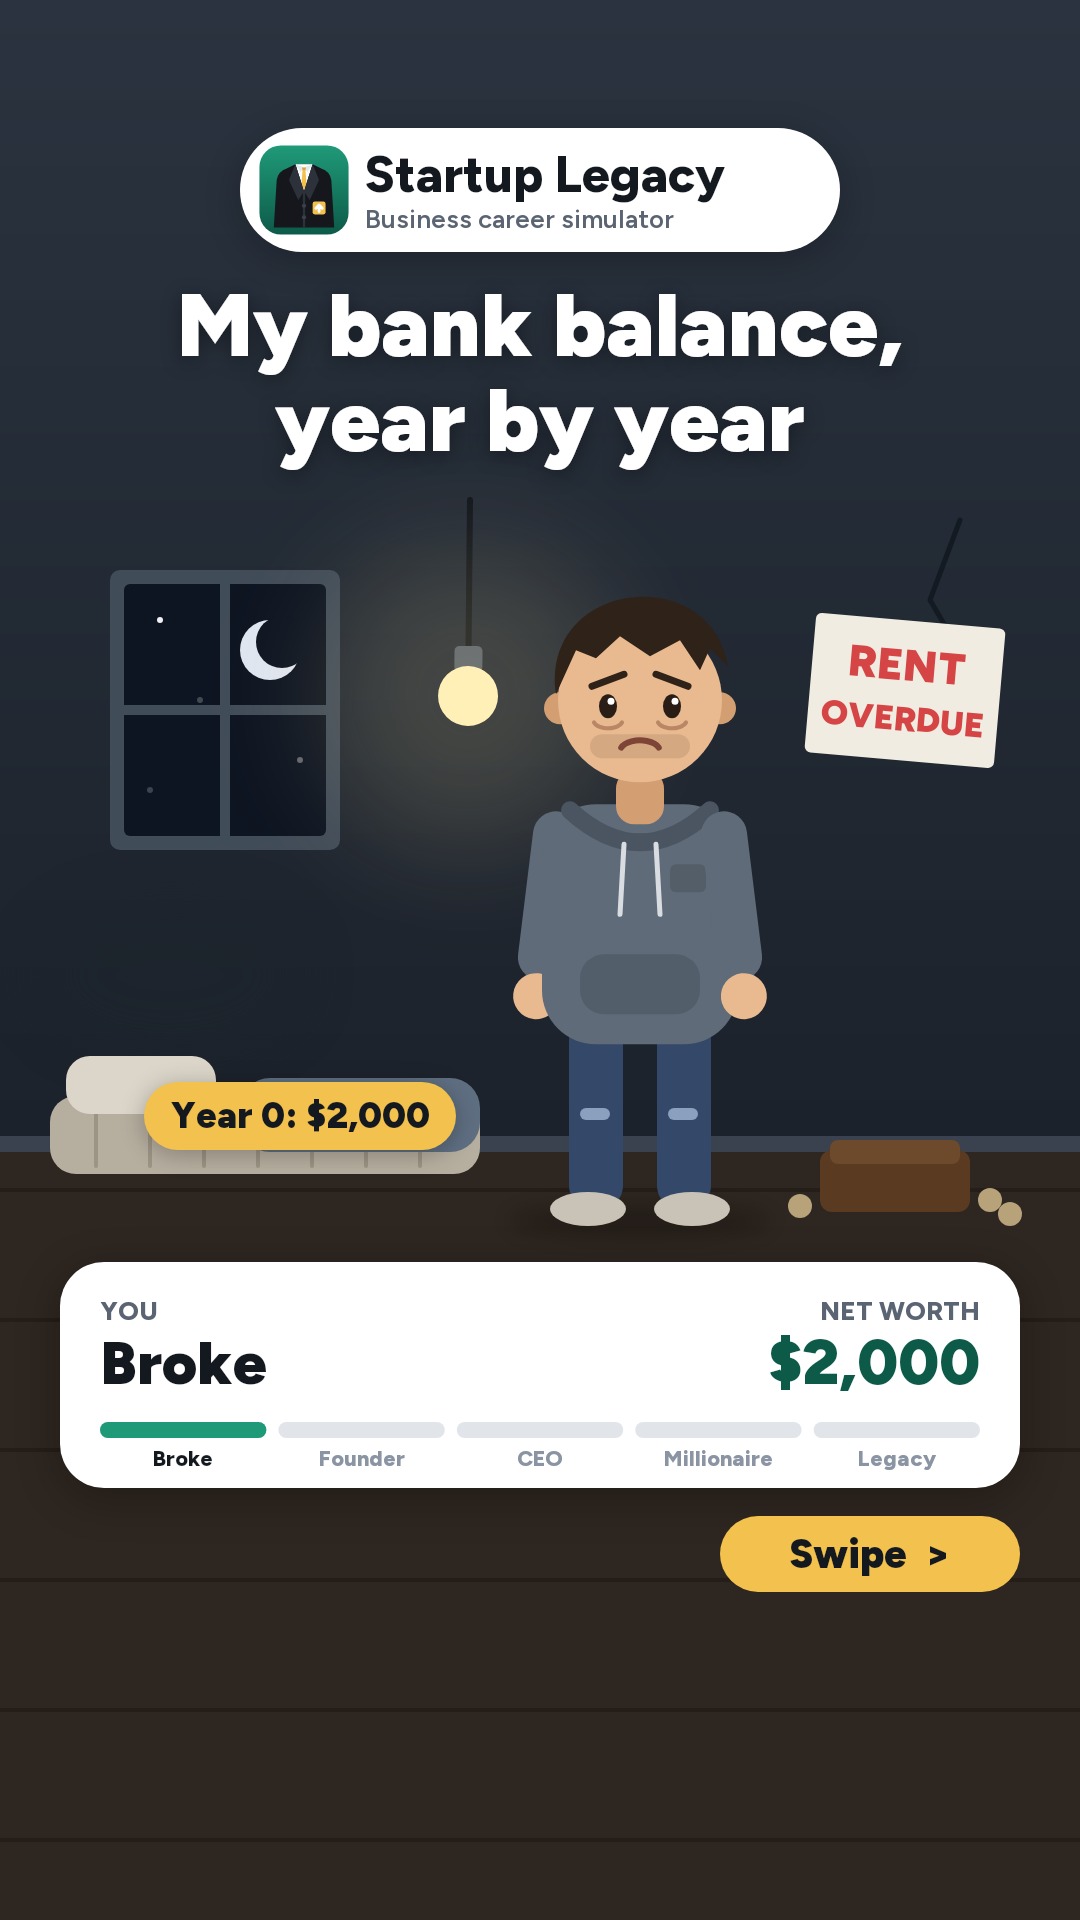 Startup Legacy
Business career simulator
My bank balance,
year by year
RENT
OVERDUE
Year 0: $2,000
YOU
NET WORTH
Broke
$2,000
Broke
Founder
CEO
Millionaire
Legacy
Swipe >